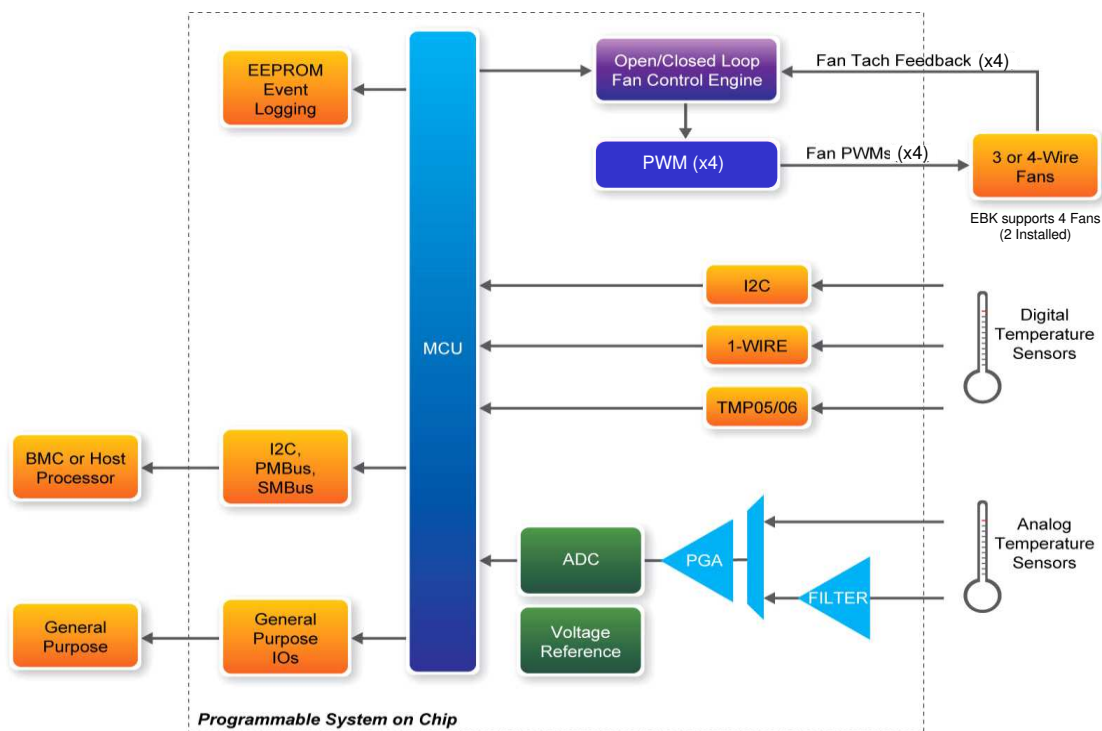 EEPROM
Event
Logging
Open/Closed Loop
Fan Control Engine
Fan Tach Feedback (x4)
PWM (x4)
Fan PWMs (x4)
3 or 4-Wire
Fans
EBK supports 4 Fans
(2 Installed)
MCU
I2C
1-WIRE
TMP05/06
Digital
Temperature
Sensors
BMC or Host
Processor
I2C,
PMBus,
SMBus
ADC
PGA
FILTER
Analog
Temperature
Sensors
General
Purpose
General
Purpose
IOs
Voltage
Reference
Programmable System on Chip